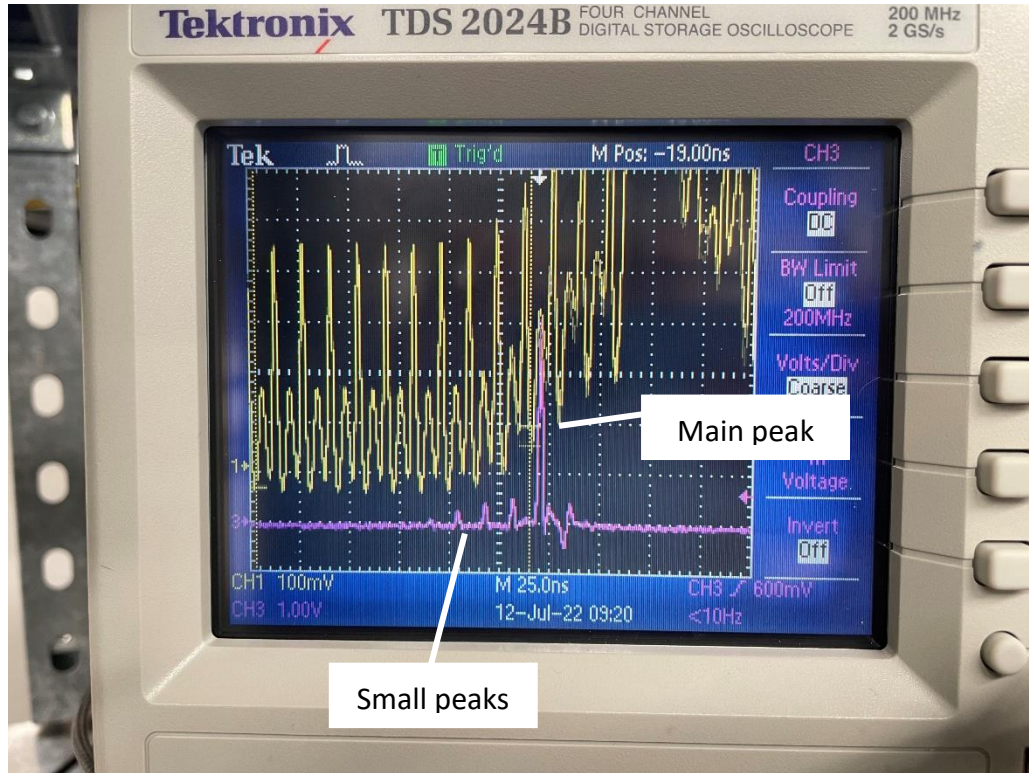 Tektronix TDS 2024B FOUR CHANNEL DIGITAL STORAGE OSCILLOSCOPE 200 MHz 2 GS/s
Tek T Trig'd M Pos: -19.00ns CH3
Coupling
DC
BW Limit
Off
200MHz
Volts/Div
Coarse
Main peak
Voltage
1
3
Invert
Off
CH1 100mV M 25.0ns CH3 600mV
CH3 1.00V 12-Jul-22 09:20 <10Hz
Small peaks